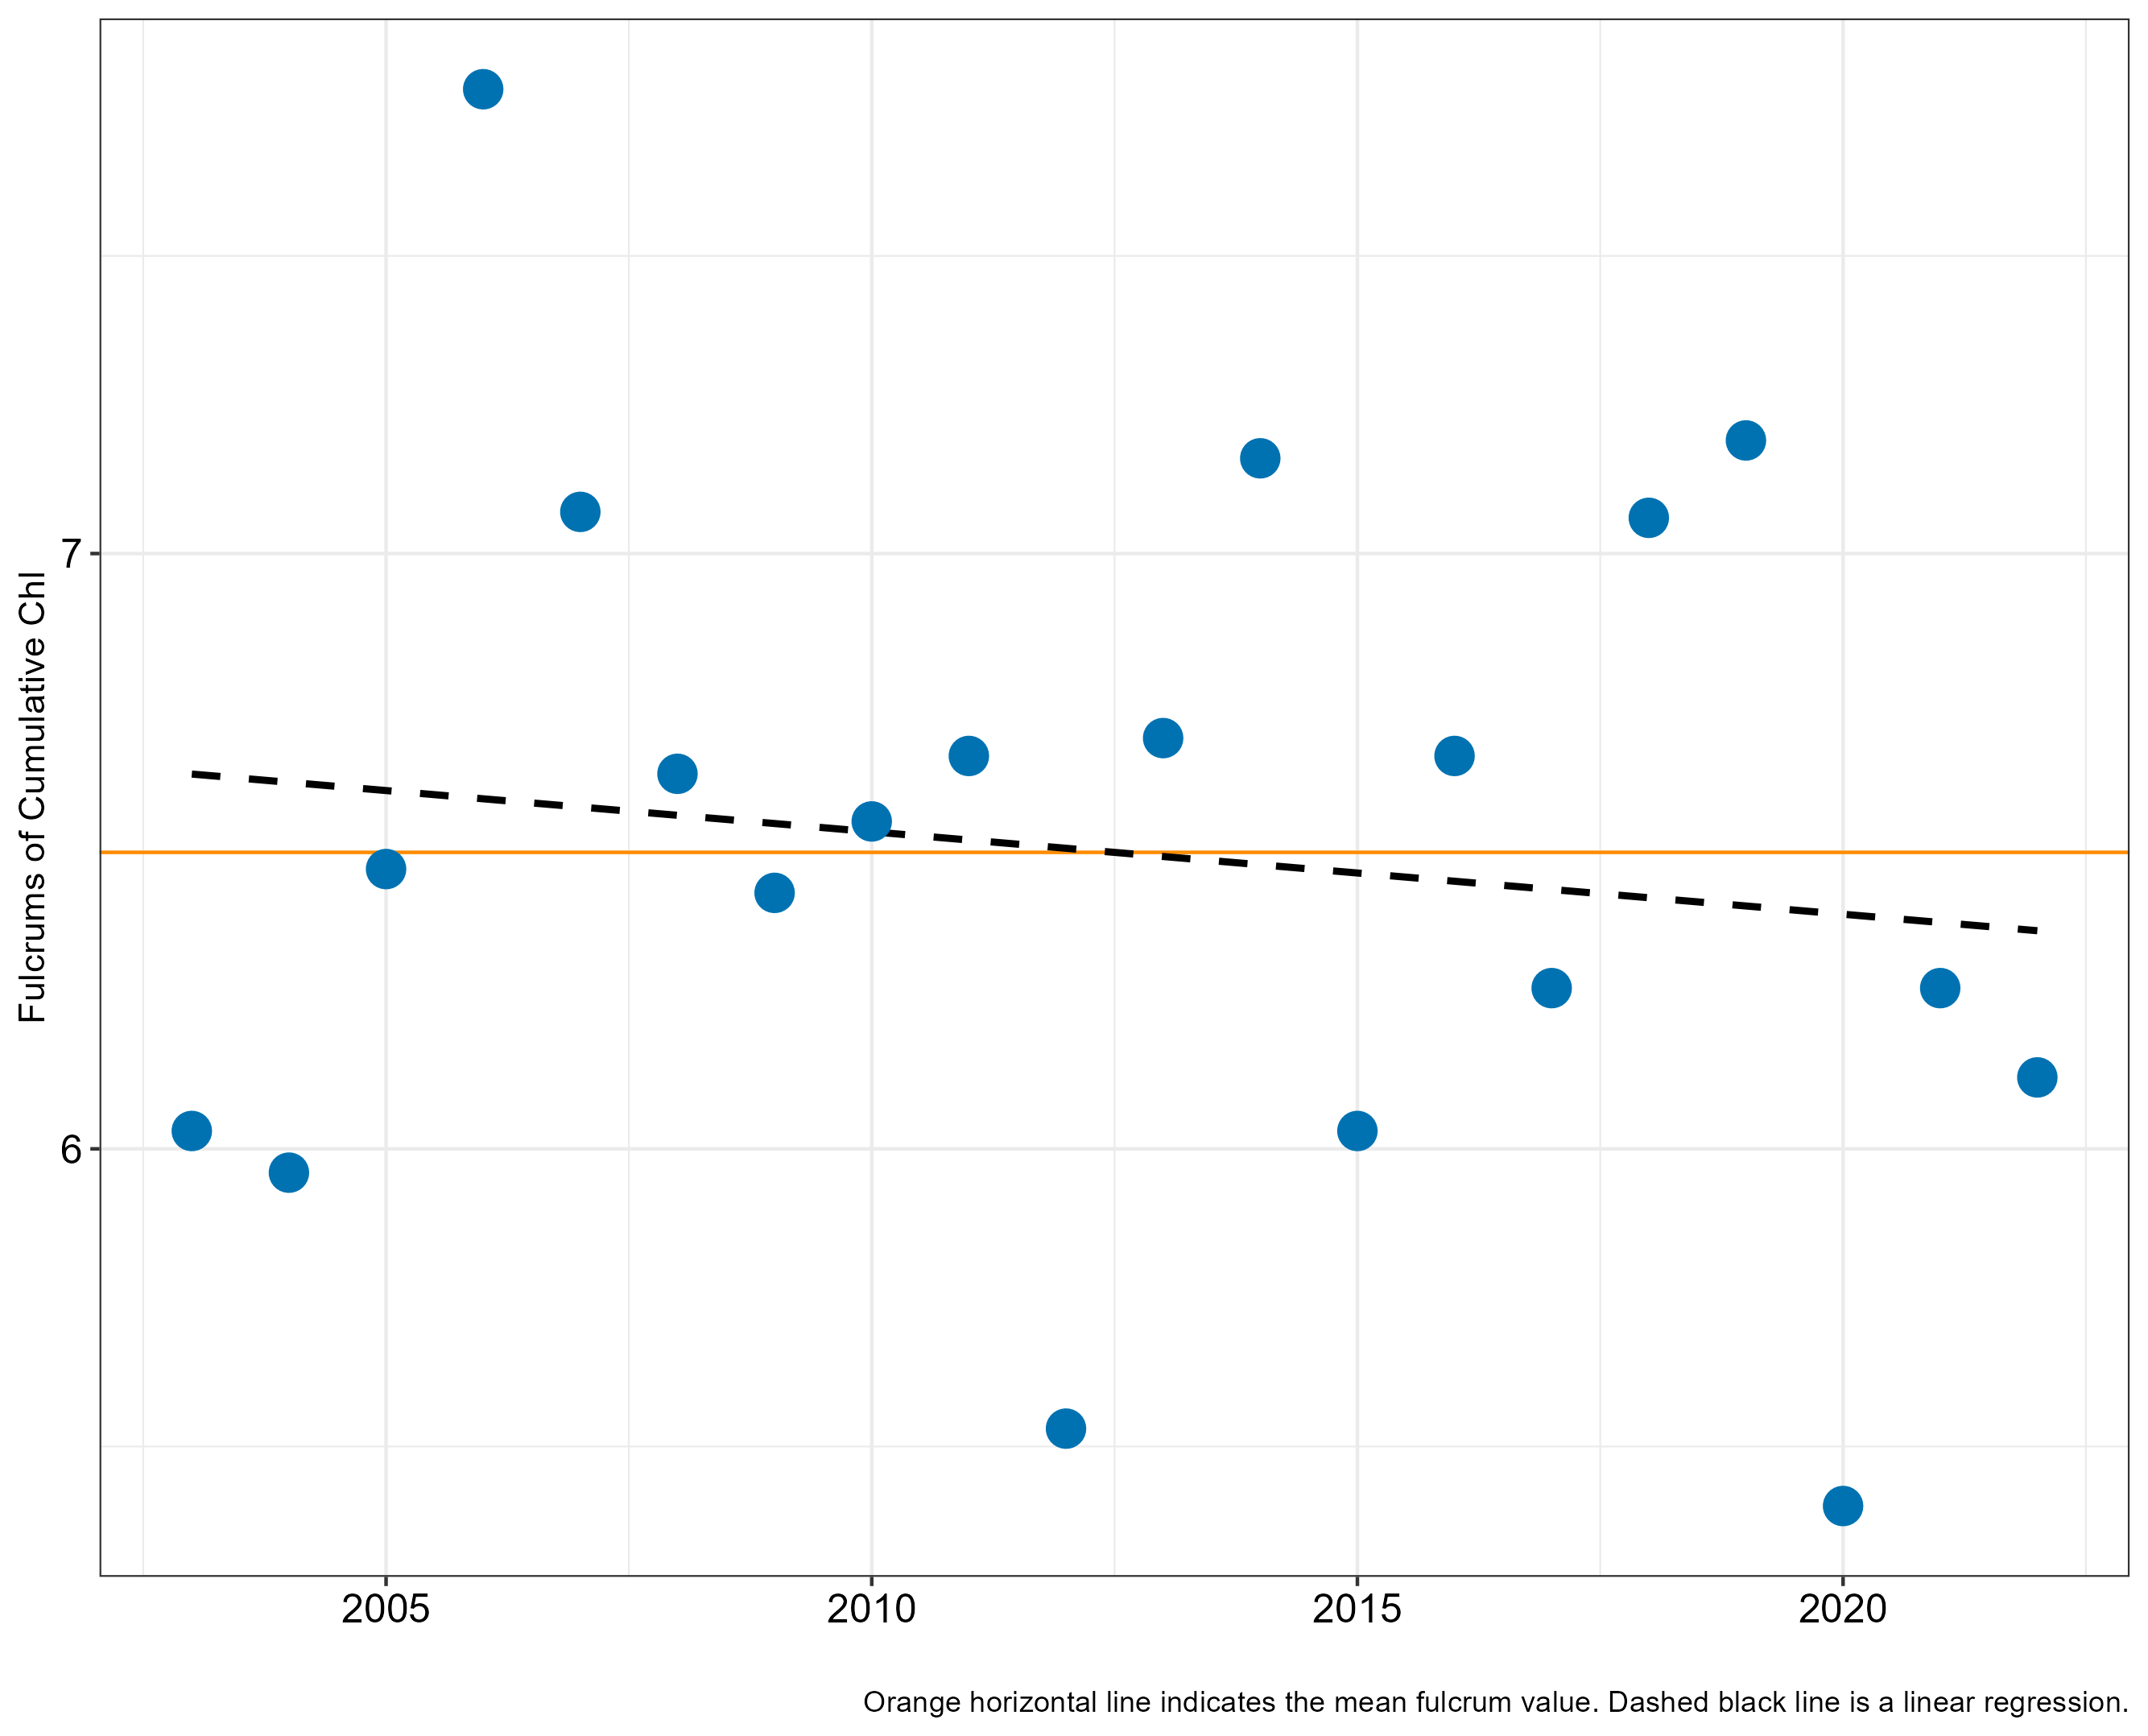 Fulcrums of Cumulative Chl
7
6
2005 2010 2015 2020
Orange horizontal line indicates the mean fulcrum value. Dashed black line is a linear regression.